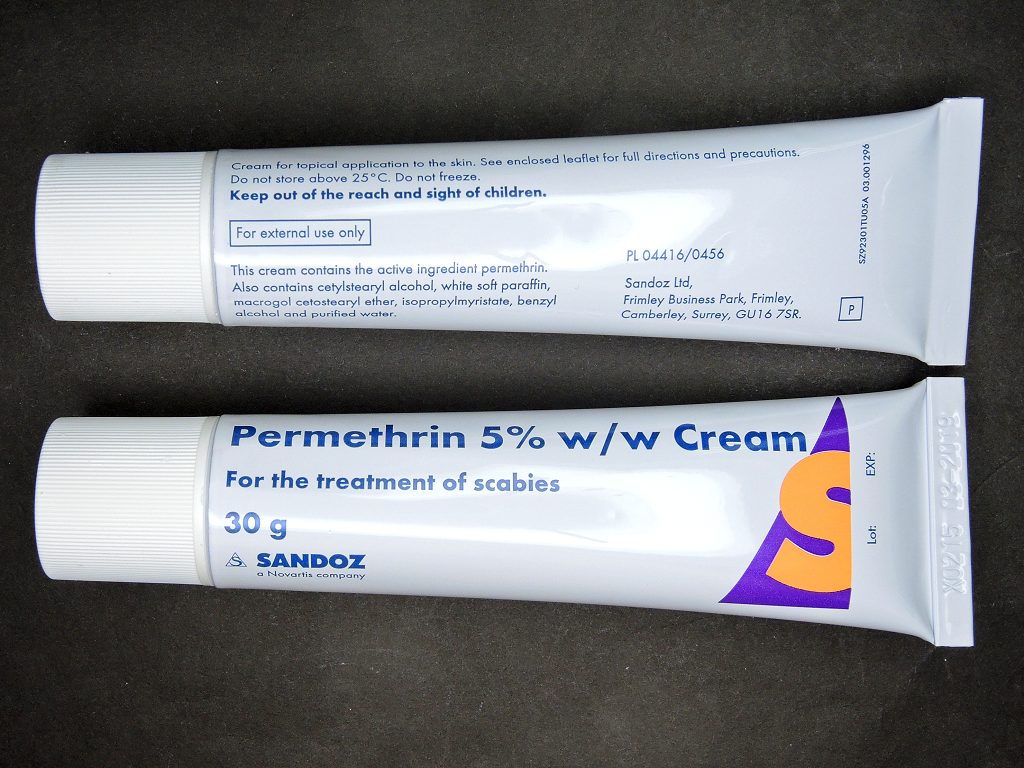 Cream for topical application to the skin. See enclosed leaflet for full directions and precautions.
Do not store above 25°C. Do not freeze.
Keep out of the reach and sight of children.
For external use only
This cream contains the active ingredient permethrin.
Also contains cetylstearyl alcohol, white soft paraffin,
macrogol cetostearyl ether, isopropylmyristate, benzyl
alcohol and purified water.
PL 04416/0456
Sandoz Ltd,
Frimley Business Park, Frimley,
Camberley, Surrey, GU16 7SR.
P
SZ92301TU05A 03.001296
Permethrin 5% w/w Cream
For the treatment of scabies
30 g
S SANDOZ
a Novartis company
S
Lot: EXP: